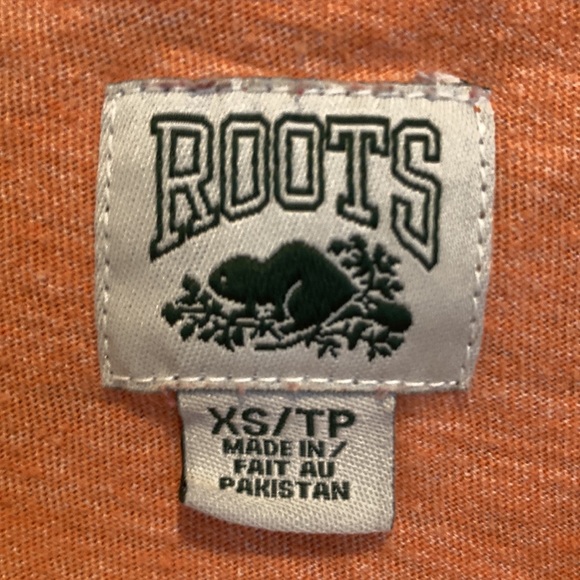 ROOTS
XS/TP
MADE IN/
FAIT AU
PAKISTAN